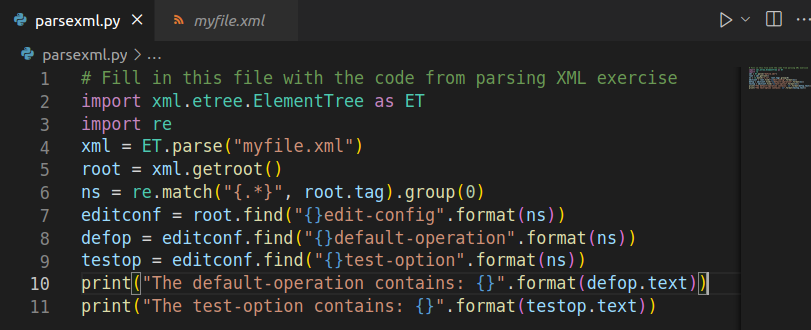 parsexml.py
myfile.xml
parsexml.py > ...
1 # Fill in this file with the code from parsing XML exercise
2 import xml.etree.ElementTree as ET
3 import re
4 xml = ET.parse("myfile.xml")
5 root = xml.getroot()
6 ns = re.match("{.*}", root.tag).group(0)
7 editconf = root.find("{}edit-config".format(ns))
8 defop = editconf.find("{}default-operation".format(ns))
9 testop = editconf.find("{}test-option".format(ns))
10 print("The default-operation contains: {}".format(defop.text))
11 print("The test-option contains: {}".format(testop.text))